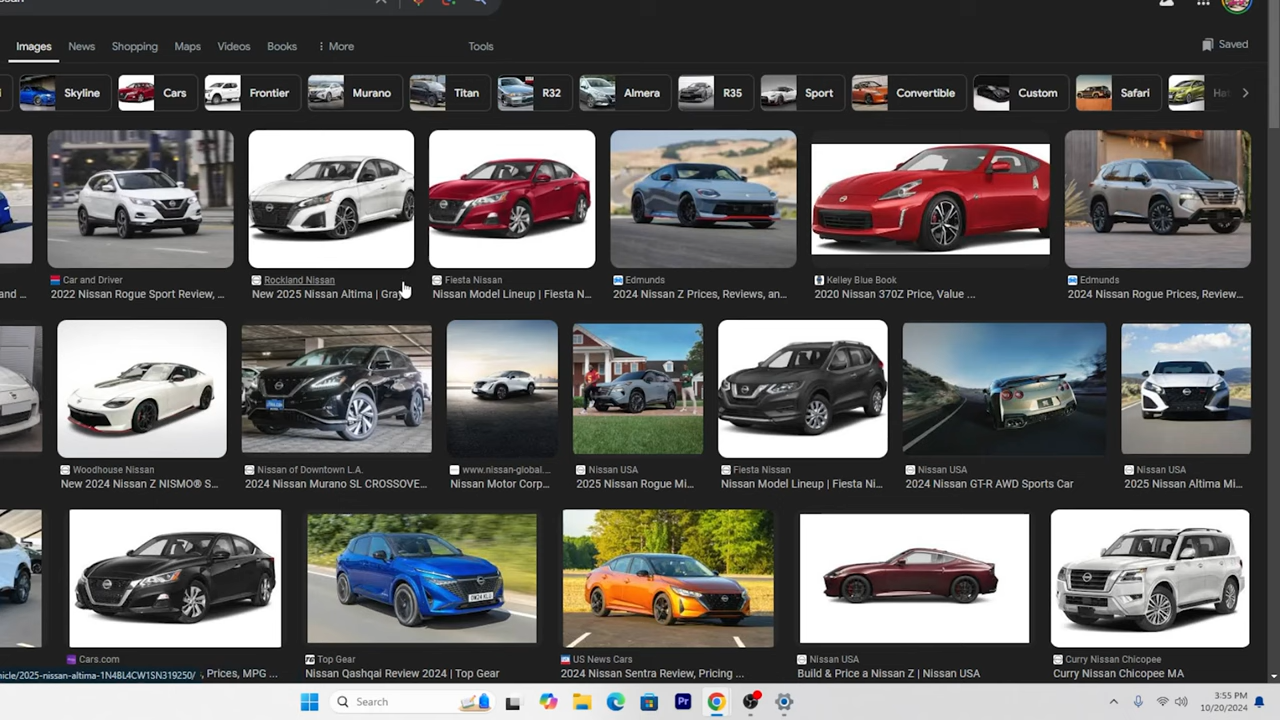 Images News Shopping Maps Videos Books More Tools Saved
Skyline Cars Frontier Murano Titan R32 Almera R35 Sport Convertible Custom Safari
Car and Driver Rockland Nissan Fiesta Nissan Edmunds Kelley Blue Book Edmunds
2022 Nissan Rogue Sport Review, ... New 2025 Nissan Altima | Gray Nissan Model Lineup | Fiesta N... 2024 Nissan Z Prices, Reviews, an... 2020 Nissan 370Z Price, Value ... 2024 Nissan Rogue Prices, Review...
Woodhouse Nissan Nissan of Downtown L.A. www.nissan-global.... Nissan USA Fiesta Nissan Nissan USA Nissan USA
New 2024 Nissan Z NISMO® S... 2024 Nissan Murano SL CROSSOVE... Nissan Motor Corp... 2025 Nissan Rogue Mi... Nissan Model Lineup | Fiesta Ni... 2024 Nissan GT-R AWD Sports Car 2025 Nissan Altima Mi...
Cars.com Top Gear US News Cars Nissan USA Curry Nissan Chicopee
icle/2025-nissan-altima-1N4BL4CW1SN319250/ , Prices, MPG ... Nissan Qashqai Review 2024 | Top Gear 2024 Nissan Sentra Review, Pricing ... Build & Price a Nissan Z | Nissan USA Curry Nissan Chicopee MA
Search Pr 3:55 PM
10/20/2024